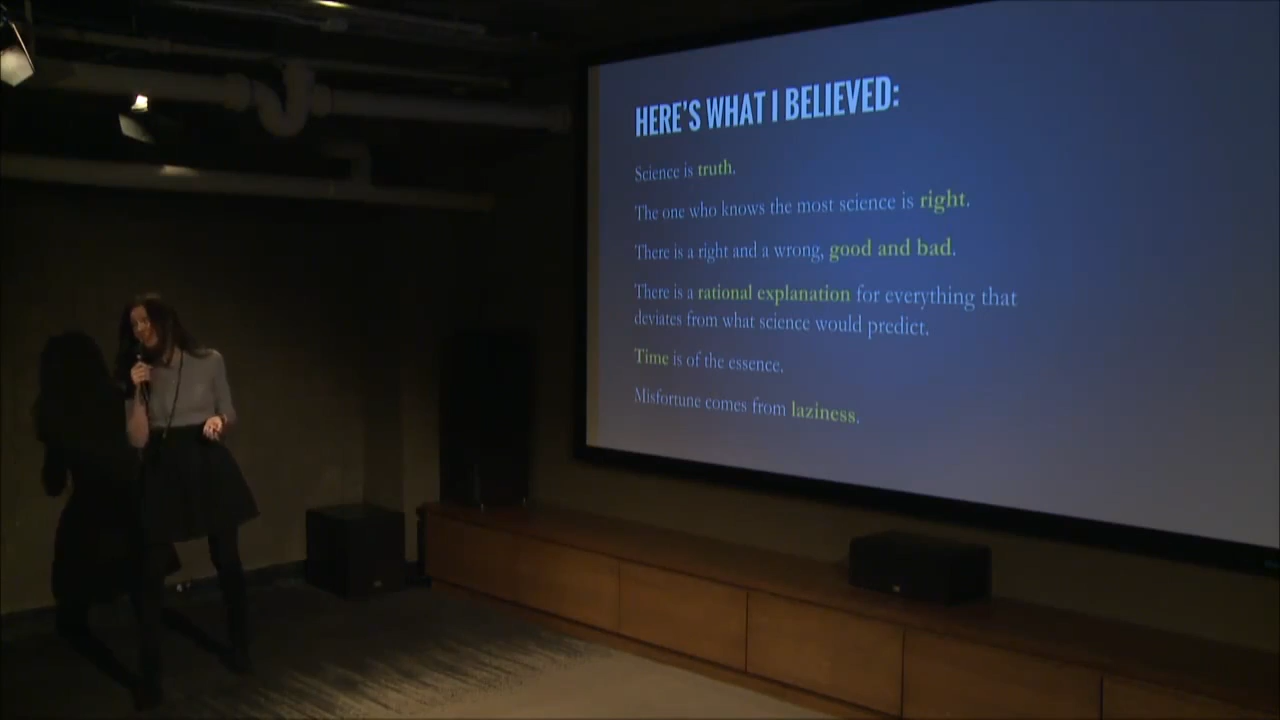 HERE'S WHAT I BELIEVED:
Science is truth.
The one who knows the most science is right.
There is a right and a wrong, good and bad.
There is a rational explanation for everything that
deviates from what science would predict.
Time is of the essence.
Misfortune comes from laziness.